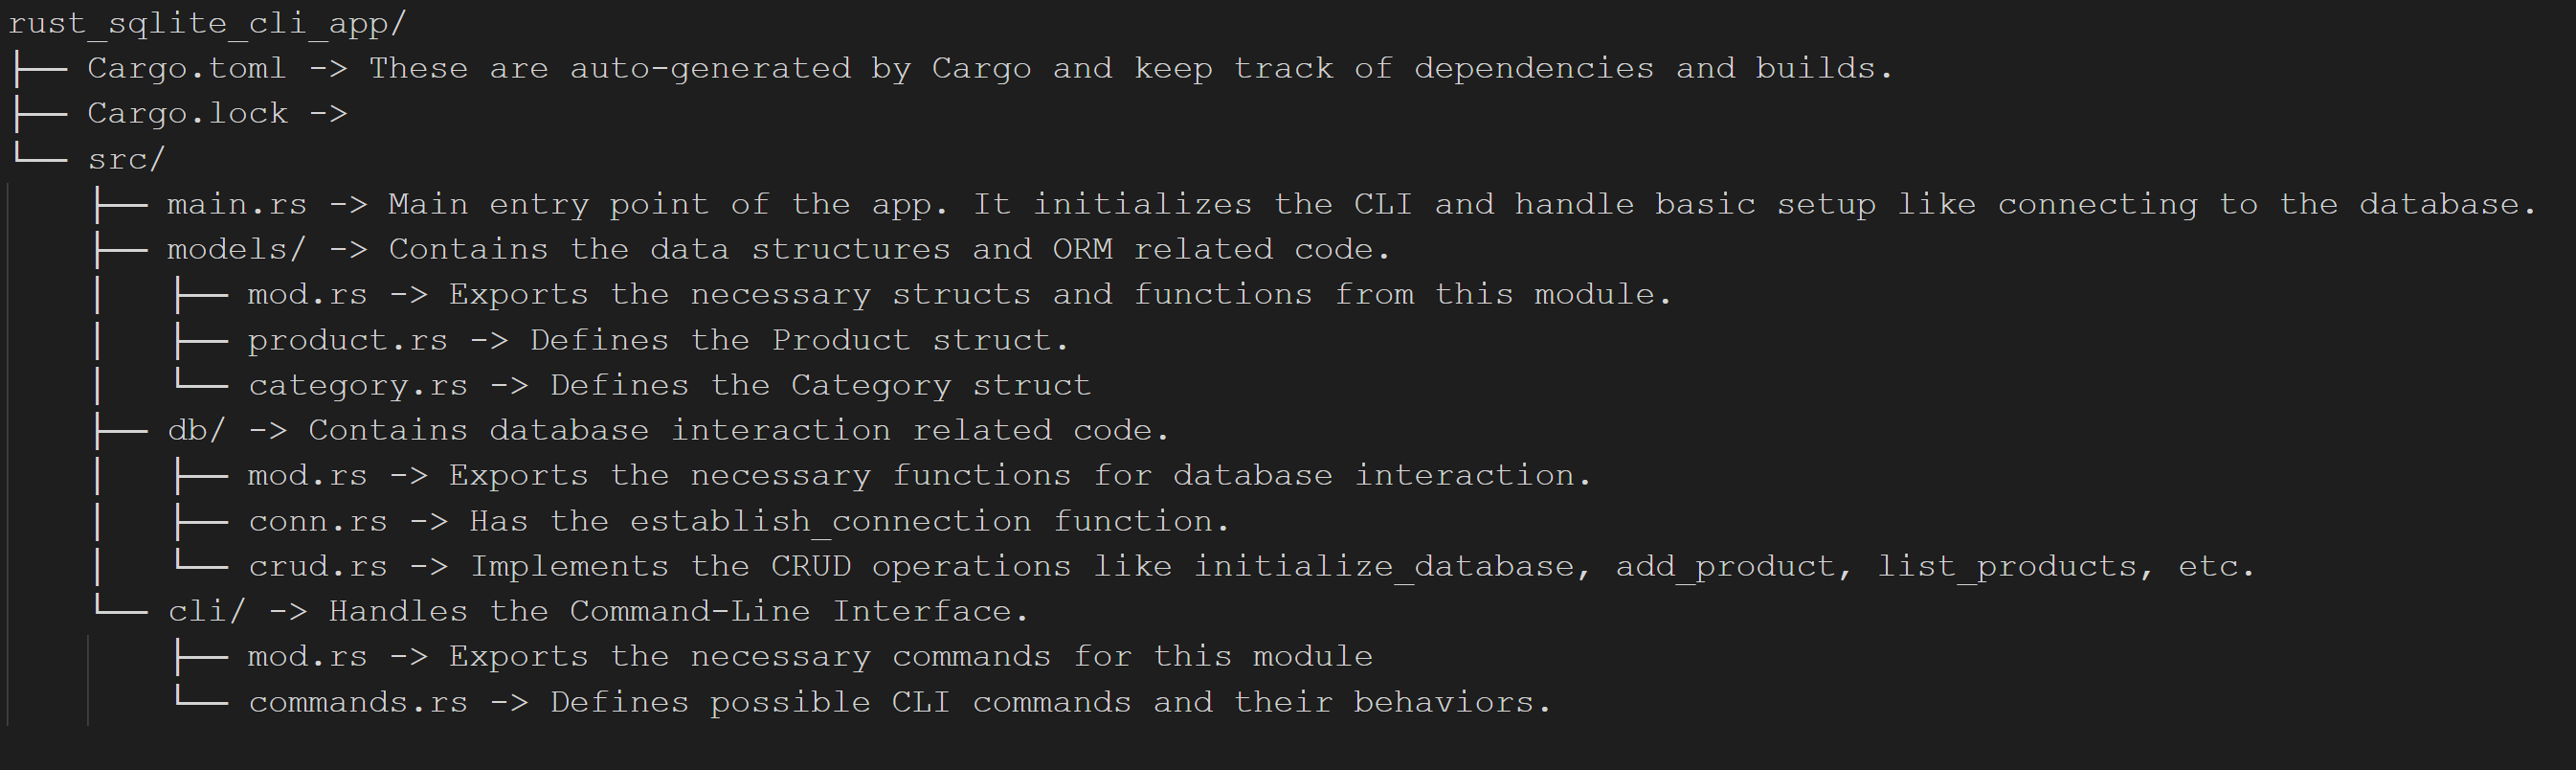 rust_sqlite_cli_app/
├── Cargo.toml -> These are auto-generated by Cargo and keep track of dependencies and builds.
├── Cargo.lock ->
└── src/
    ├── main.rs -> Main entry point of the app. It initializes the CLI and handle basic setup like connecting to the database.
    ├── models/ -> Contains the data structures and ORM related code.
    │   ├── mod.rs -> Exports the necessary structs and functions from this module.
    │   ├── product.rs -> Defines the Product struct.
    │   └── category.rs -> Defines the Category struct
    ├── db/ -> Contains database interaction related code.
    │   ├── mod.rs -> Exports the necessary functions for database interaction.
    │   ├── conn.rs -> Has the establish_connection function.
    │   └── crud.rs -> Implements the CRUD operations like initialize_database, add_product, list_products, etc.
    └── cli/ -> Handles the Command-Line Interface.
        ├── mod.rs -> Exports the necessary commands for this module
        └── commands.rs -> Defines possible CLI commands and their behaviors.